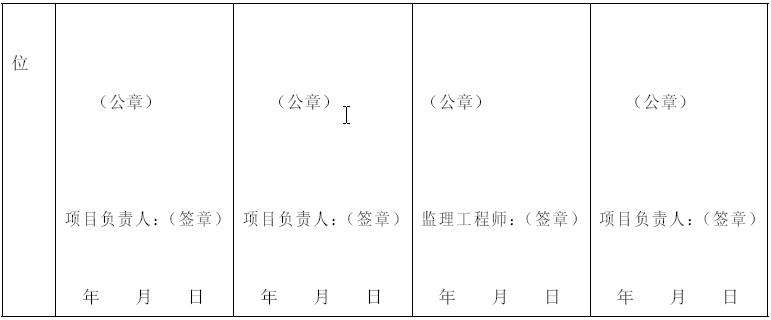 位
（公章） （公章） （公章） （公章）
项目负责人：（签章） 项目负责人：（签章） 监理工程师：（签章） 项目负责人：（签章）
年 月 日 年 月 日 年 月 日 年 月 日